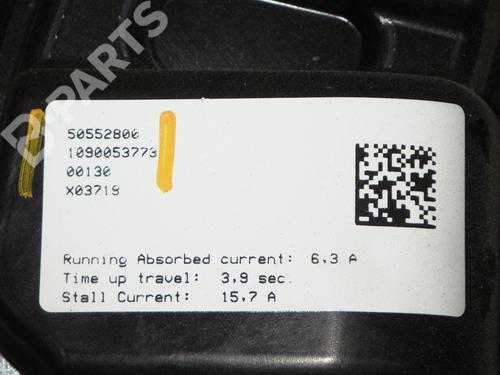 B-PARTS
50552800
1090053773
00130
X03719
Running Absorbed current: 6,3 A
Time up travel: 3,9 sec.
Stall Current: 15,7 A